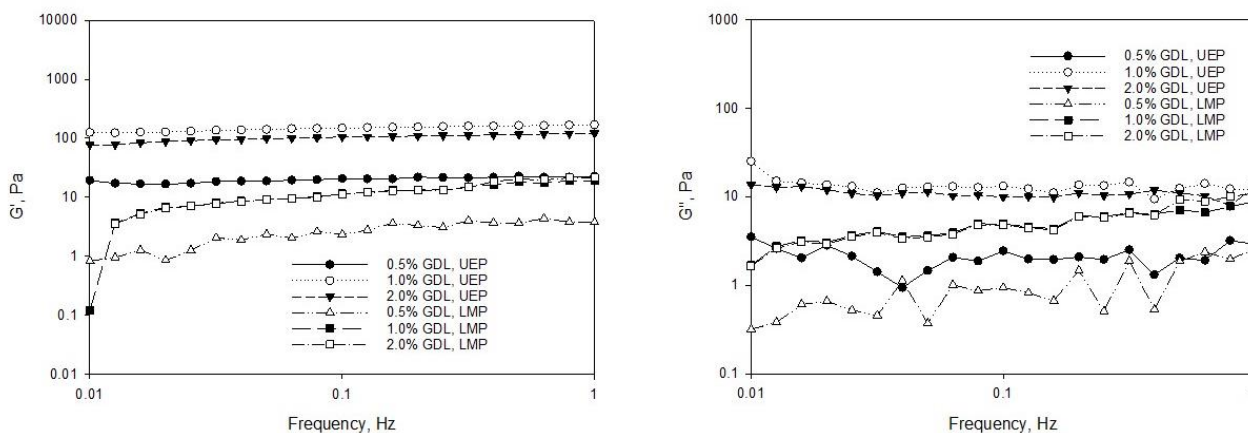 10000
1000
100
10
1
0.1
0.01
G', Pa
0.5% GDL, UEP
1.0% GDL, UEP
2.0% GDL, UEP
0.5% GDL, LMP
1.0% GDL, LMP
2.0% GDL, LMP
0.01
0.1
1
Frequency, Hz
1000
100
10
1
0.1
G", Pa
0.5% GDL, UEP
1.0% GDL, UEP
2.0% GDL, UEP
0.5% GDL, LMP
1.0% GDL, LMP
2.0% GDL, LMP
0.01
0.1
Frequency, Hz